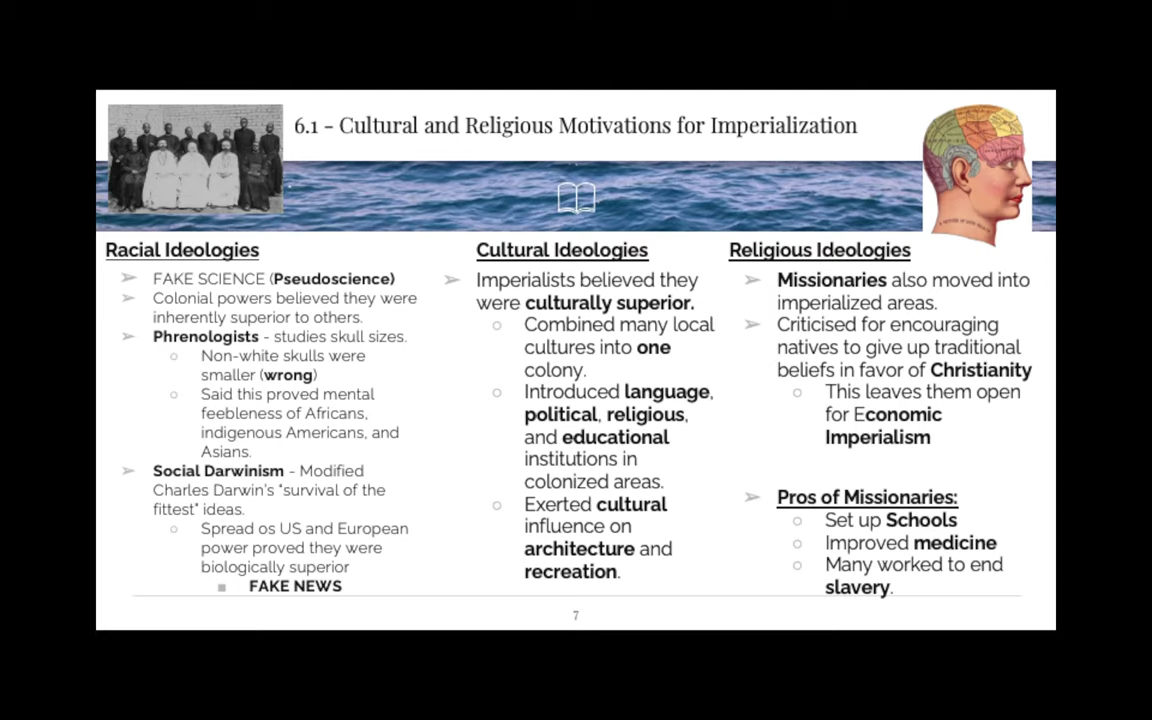 6.1 - Cultural and Religious Motivations for Imperialization
Racial Ideologies
FAKE SCIENCE (Pseudoscience)
Colonial powers believed they were
inherently superior to others.
Phrenologists - studies skull sizes.
Non-white skulls were
smaller (wrong)
Said this proved mental
feebleness of Africans,
indigenous Americans, and
Asians.
Social Darwinism - Modified
Charles Darwin's "survival of the
fittest" ideas.
Spread os US and European
power proved they were
biologically superior
FAKE NEWS
Cultural Ideologies
Imperialists believed they
were culturally superior.
Combined many local
cultures into one
colony.
Introduced language,
political, religious,
and educational
institutions in
colonized areas.
Exerted cultural
influence on
architecture and
recreation.
Religious Ideologies
Missionaries also moved into
imperialized areas.
Criticised for encouraging
natives to give up traditional
beliefs in favor of Christianity
This leaves them open
for Economic
Imperialism
Pros of Missionaries:
Set up Schools
Improved medicine
Many worked to end
slavery.
7